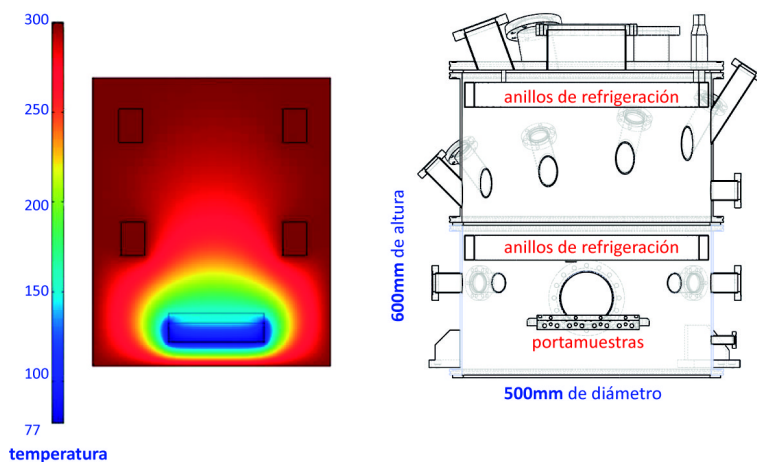 300
250
200
150
100
77
temperatura
anillos de refrigeración
anillos de refrigeración
portamuestras
600mm de altura
500mm de diámetro